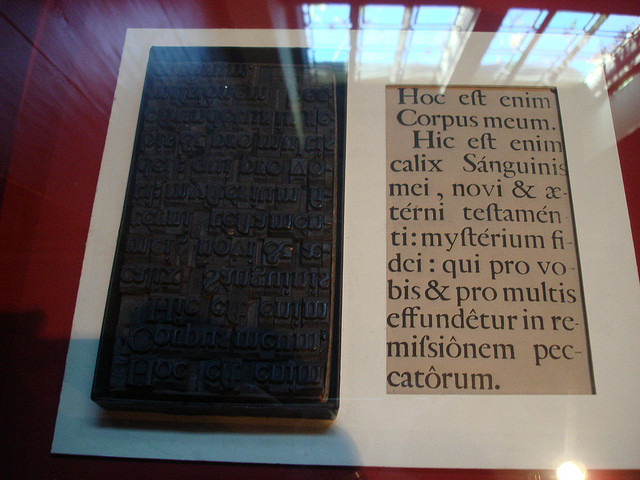 Hoc eſt enim
Corpus meum.
Hic eſt enim
calix Sánguinis
mei, novi & æ-
térni teſtamén-
ti: myſtérium fi-
dei: qui pro vo-
bis & pro multis
effundêtur in re-
miſsiônem pec-
catôrum.